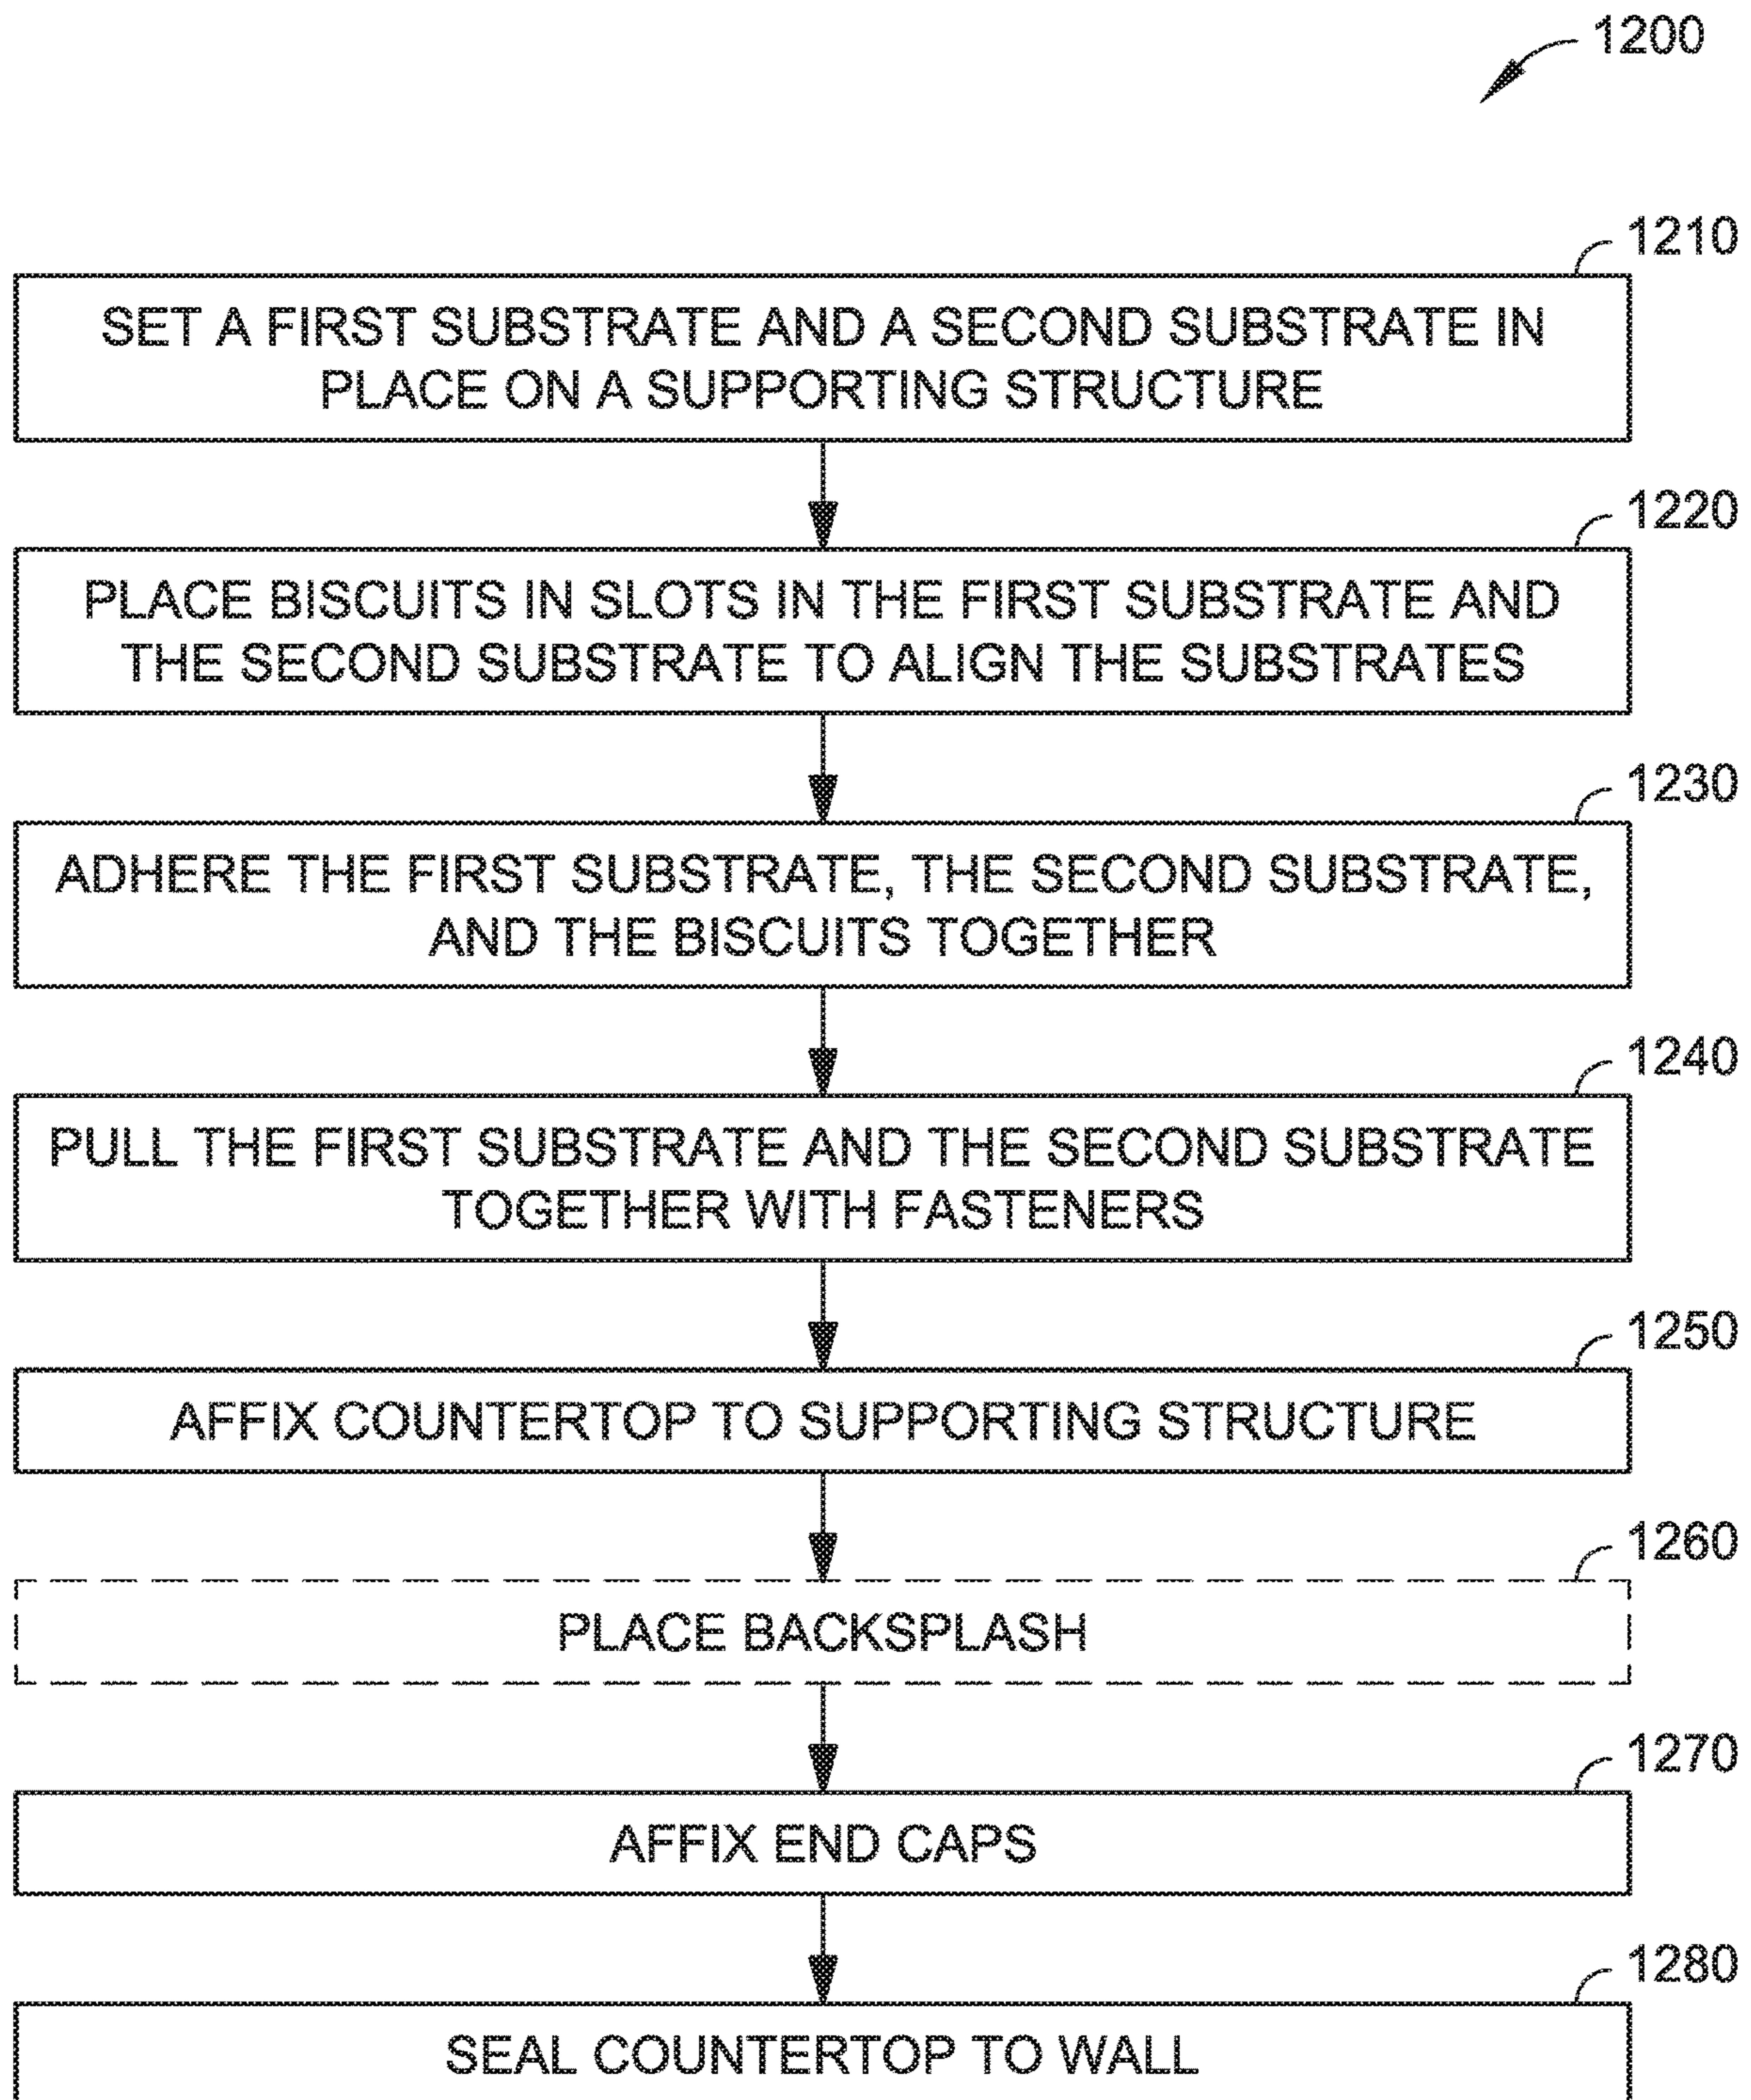 1200
1210
SET A FIRST SUBSTRATE AND A SECOND SUBSTRATE IN
PLACE ON A SUPPORTING STRUCTURE
1220
PLACE BISCUITS IN SLOTS IN THE FIRST SUBSTRATE AND
THE SECOND SUBSTRATE TO ALIGN THE SUBSTRATES
1230
ADHERE THE FIRST SUBSTRATE, THE SECOND SUBSTRATE,
AND THE BISCUITS TOGETHER
1240
PULL THE FIRST SUBSTRATE AND THE SECOND SUBSTRATE
TOGETHER WITH FASTENERS
1250
AFFIX COUNTERTOP TO SUPPORTING STRUCTURE
1260
PLACE BACKSPLASH
1270
AFFIX END CAPS
1280
SEAL COUNTERTOP TO WALL